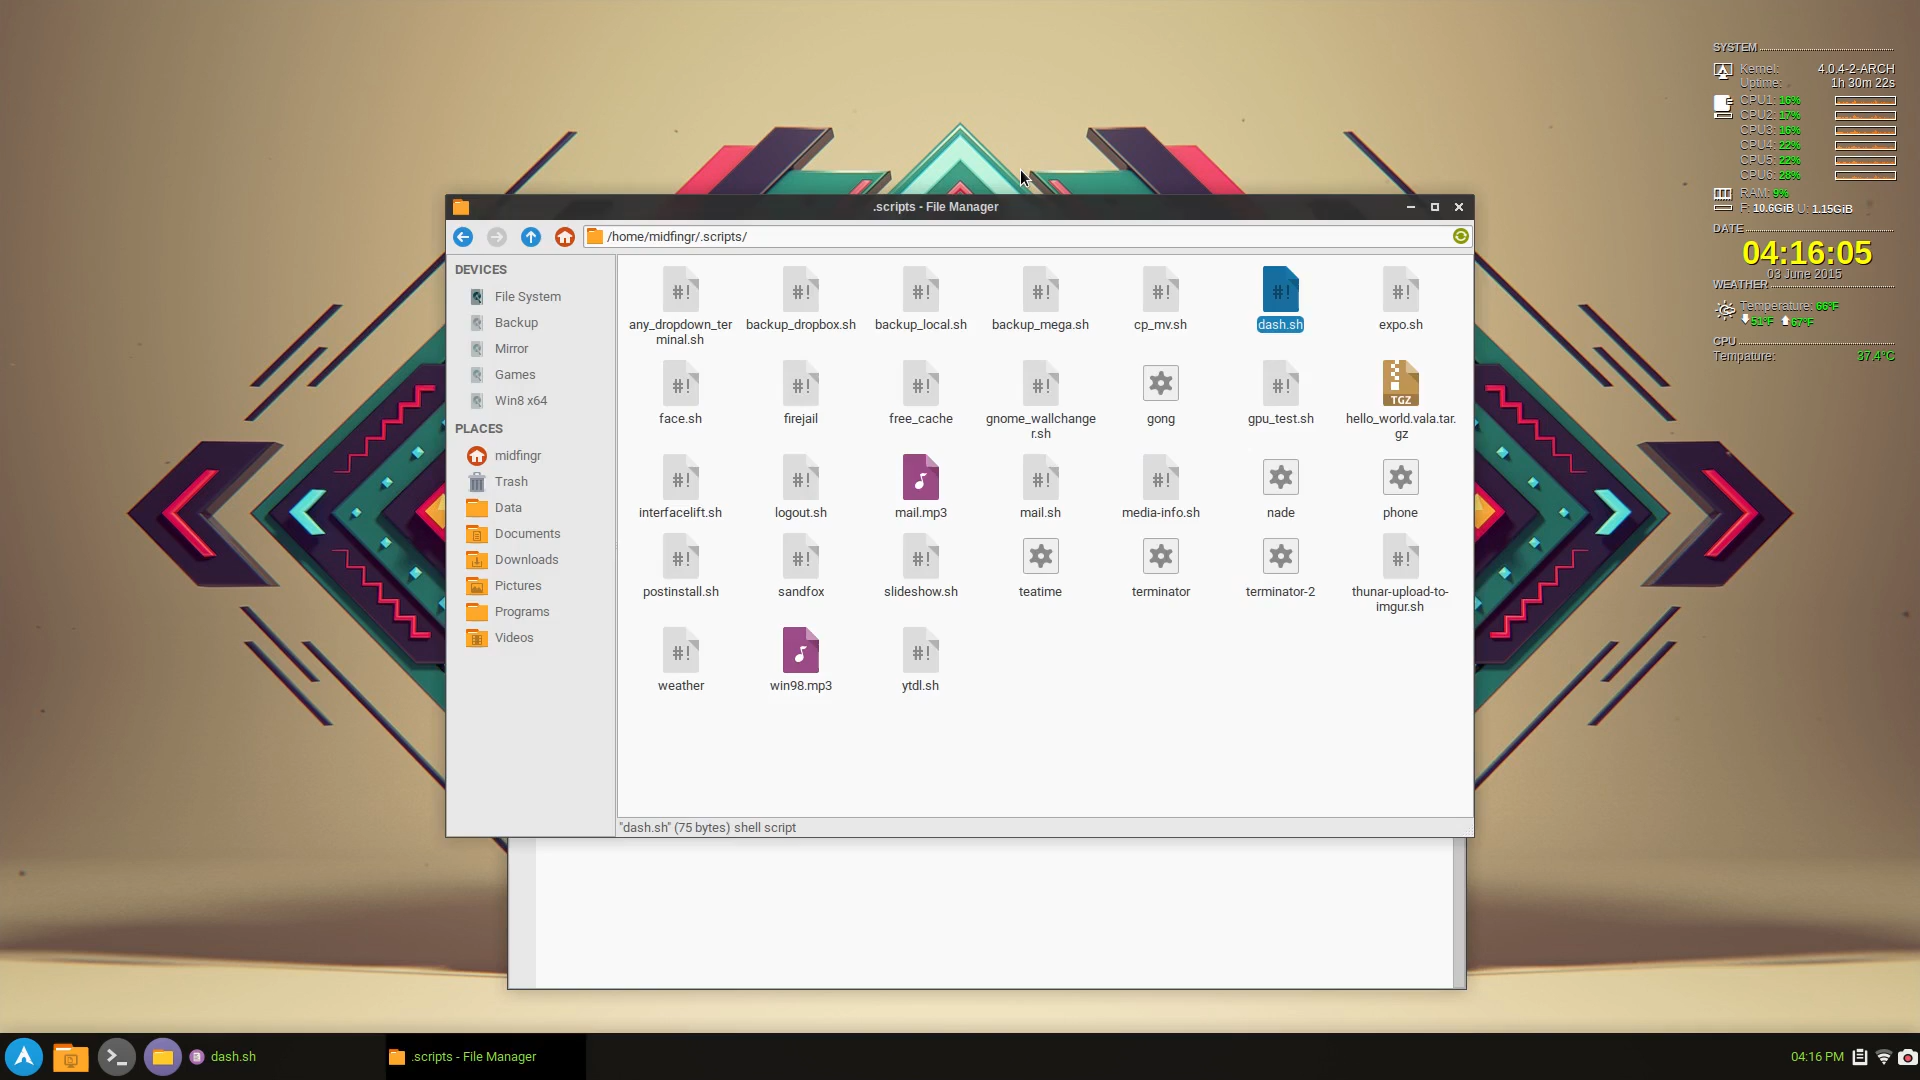 .scripts - File Manager
/home/midfingr/.scripts/
DEVICES
File System
Backup
Mirror
Games
Win8 x64
PLACES
midfingr
Trash
Data
Documents
Downloads
Pictures
Programs
Videos
#! #! #! #! #! #! #!
any_dropdown_ter
minal.sh
backup_dropbox.sh
backup_local.sh
backup_mega.sh
cp_mv.sh
dash.sh
expo.sh
#! #! #! #! #! TGZ
face.sh
firejail
free_cache
gnome_wallchange
r.sh
gong
gpu_test.sh
hello_world.vala.tar.
gz
#! #! #! #!
interfacelift.sh
logout.sh
mail.mp3
mail.sh
media-info.sh
nade
phone
#! #! #! #!
postinstall.sh
sandfox
slideshow.sh
teatime
terminator
terminator-2
thunar-upload-to-
imgur.sh
#! #!
weather
win98.mp3
ytdl.sh
"dash.sh" (75 bytes) shell script
SYSTEM
Kernel: 4.0.4-2-ARCH
Uptime: 1h 30m 22s
CPU1: 16%
CPU2: 17%
CPU3: 16%
CPU4: 22%
CPU5: 22%
CPU6: 28%
RAM: 9%
F: 10.6GiB U: 1.15GiB
DATE
04:16:05
03 June 2015
WEATHER
Temperature: 66°F
51°F 67°F
CPU
Tempature: 37.4°C
dash.sh
.scripts - File Manager
04:16 PM